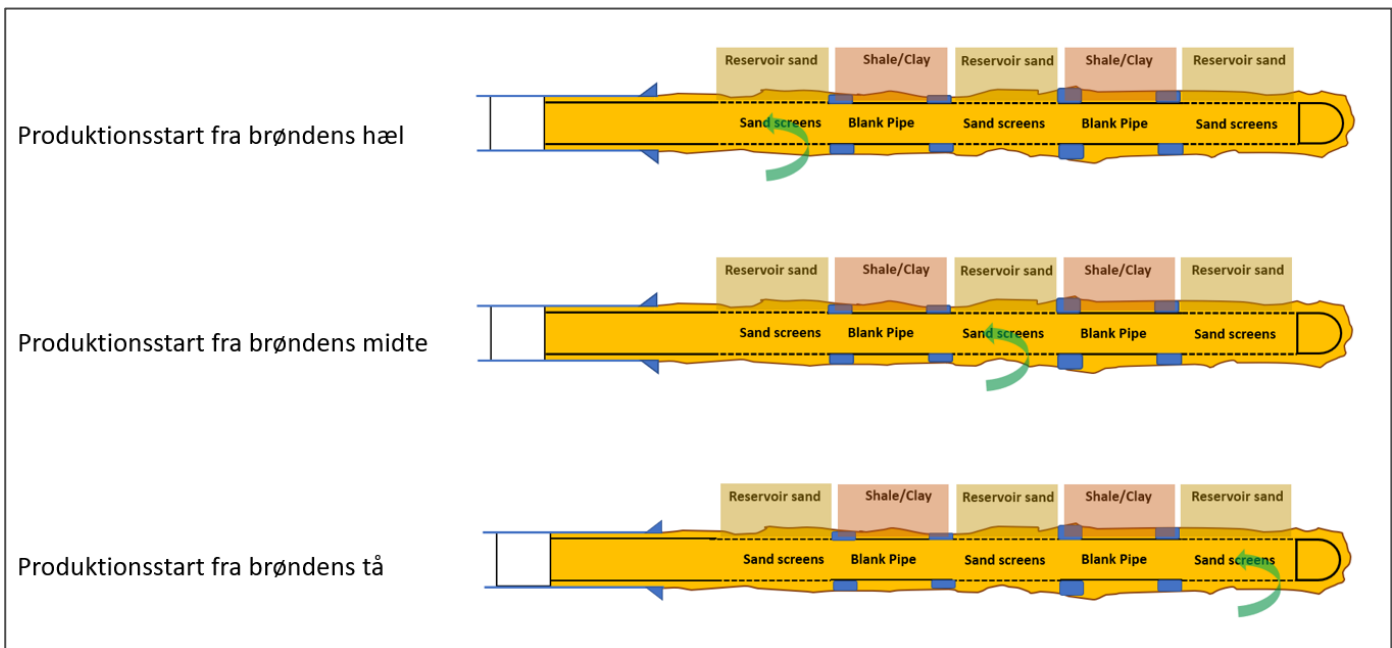 Reservoir sand Shale/Clay Reservoir sand Shale/Clay Reservoir sand
Produktionsstart fra brøndens hæl Sand screens Blank Pipe Sand screens Blank Pipe Sand screens
Reservoir sand Shale/Clay Reservoir sand Shale/Clay Reservoir sand
Produktionsstart fra brøndens midte Sand screens Blank Pipe Sand screens Blank Pipe Sand screens
Reservoir sand Shale/Clay Reservoir sand Shale/Clay Reservoir sand
Produktionsstart fra brøndens tå Sand screens Blank Pipe Sand screens Blank Pipe Sand screens